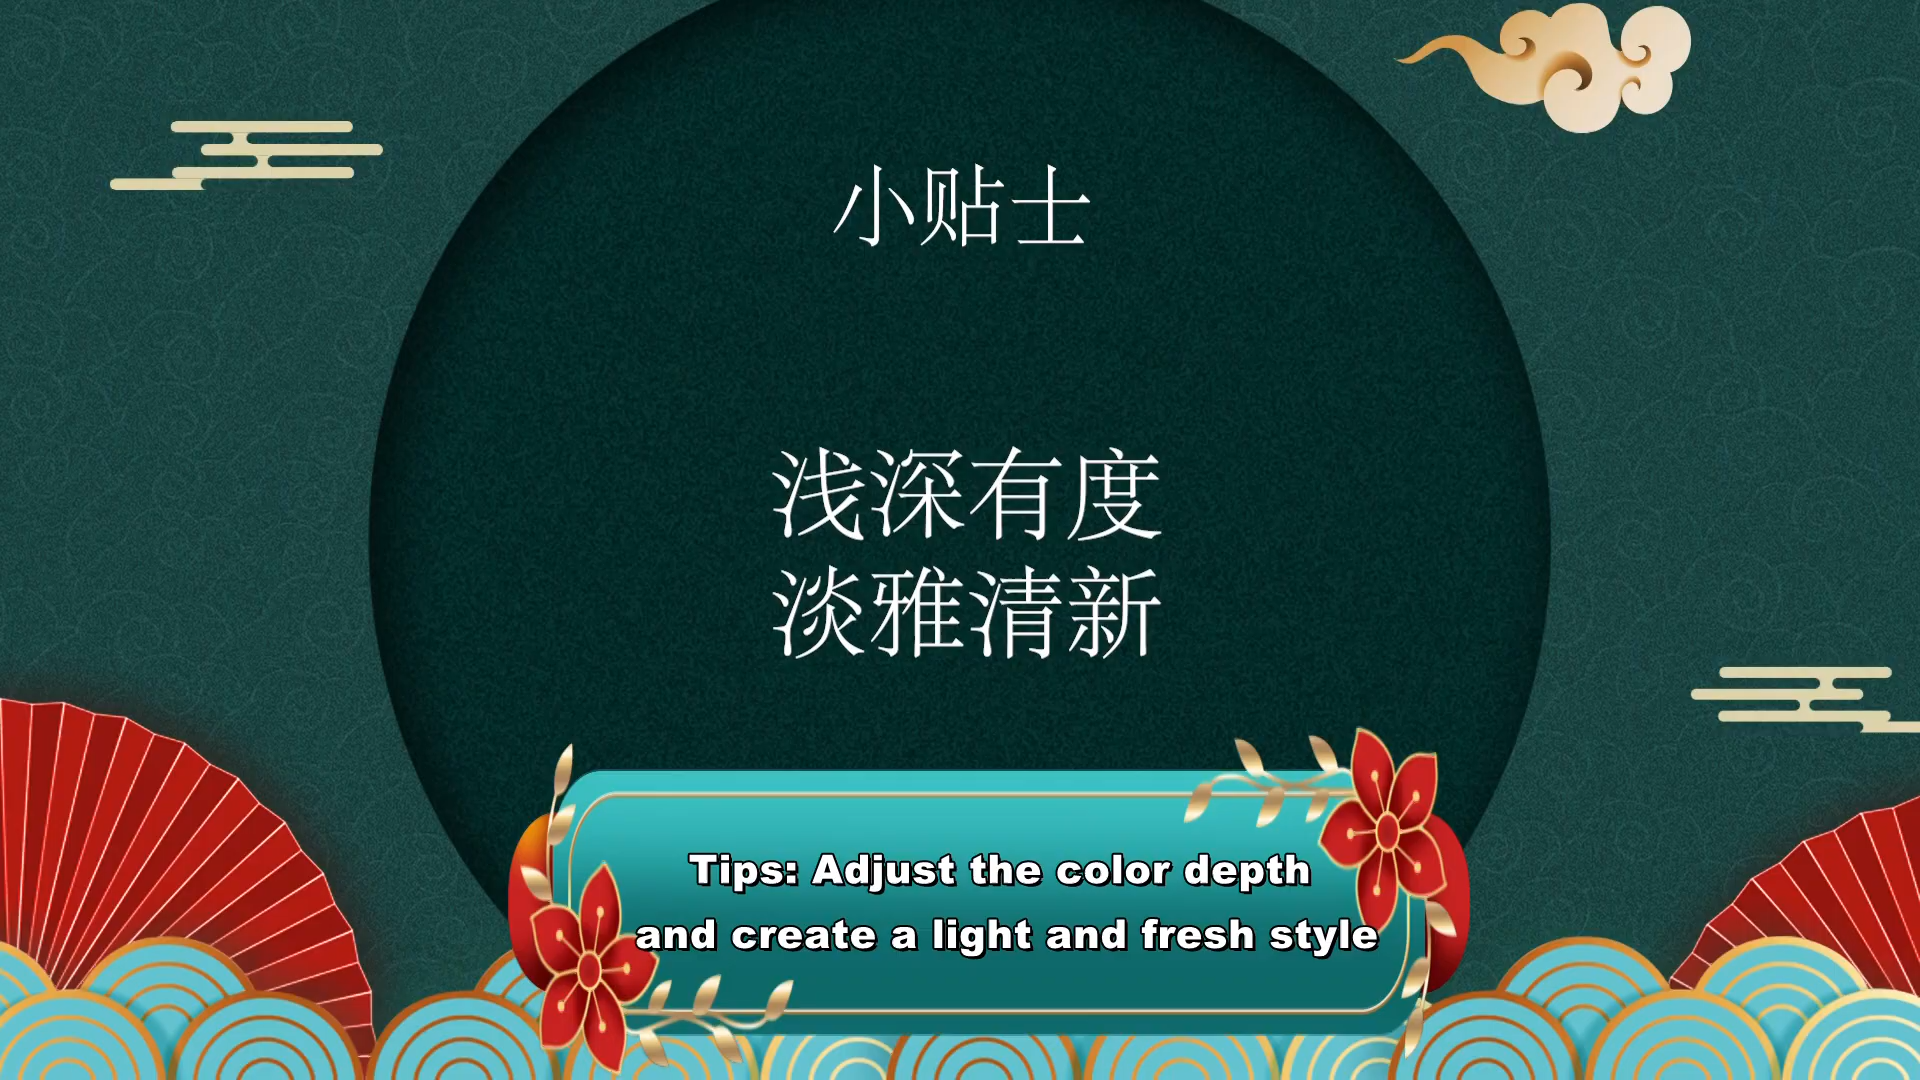 小贴士
浅深有度
淡雅清新
Tips: Adjust the color depth
and create a light and fresh style